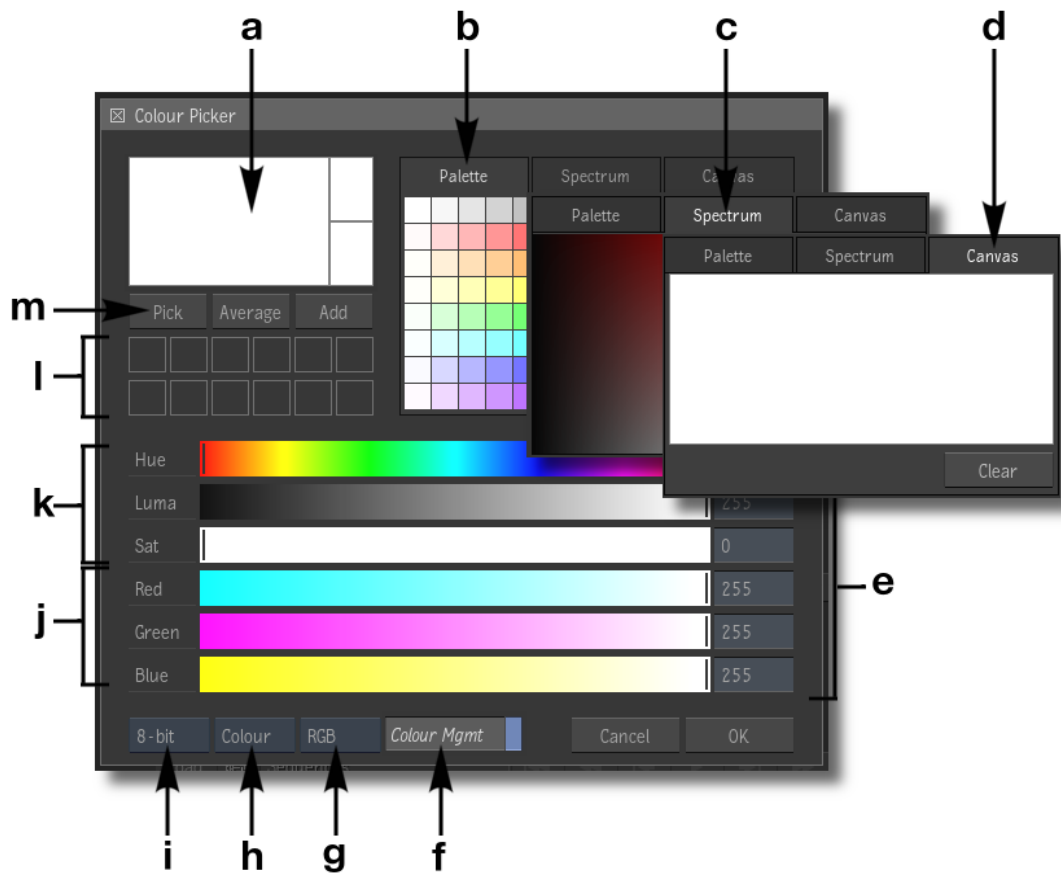 a b c d
Colour Picker
Palette Spectrum Canvas
Palette Spectrum Canvas
Palette Spectrum Canvas
m
Pick Average Add
l
Clear
k
Hue
Luma 255
Sat 0
e
j
Red 255
Green 255
Blue 255
8-bit Colour RGB Colour Mgmt Cancel OK
i h g f